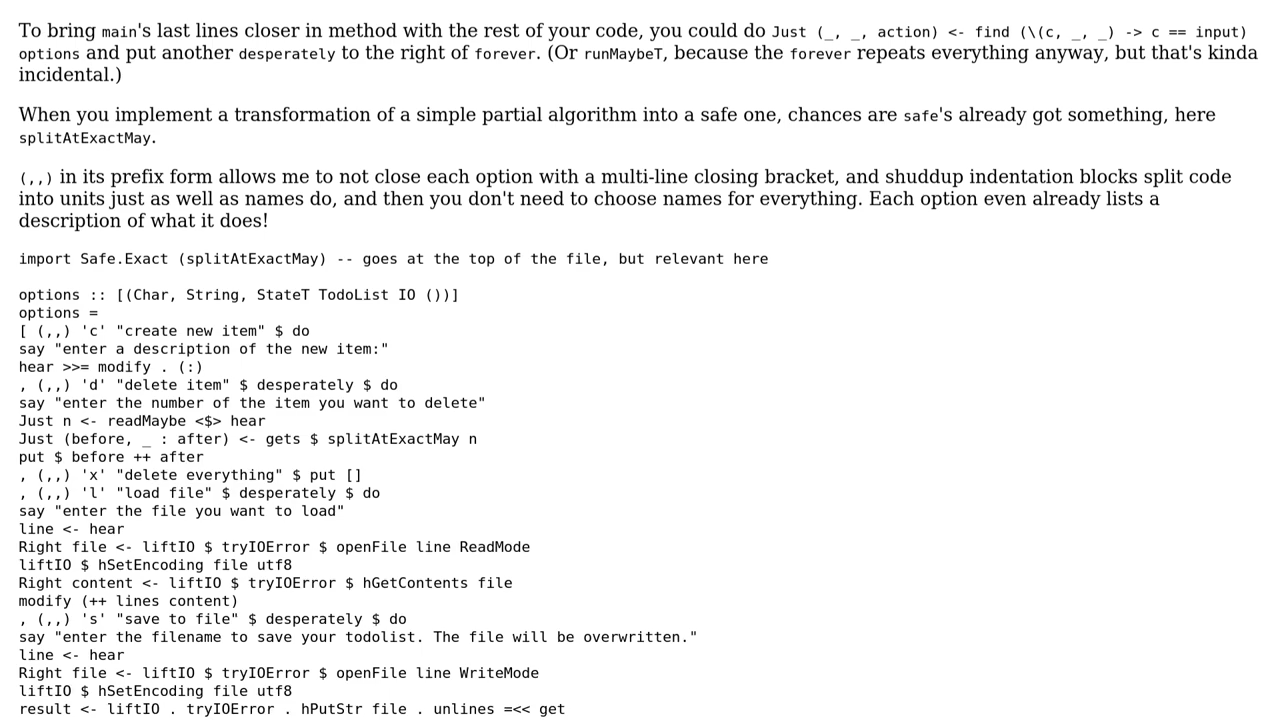 To bring main's last lines closer in method with the rest of your code, you could do Just (_, _, action) <- find (\(c, _, _) -> c == input)
options and put another desperately to the right of forever. (Or runMaybeT, because the forever repeats everything anyway, but that's kinda
incidental.)
When you implement a transformation of a simple partial algorithm into a safe one, chances are safe's already got something, here
splitAtExactMay.
(,,) in its prefix form allows me to not close each option with a multi-line closing bracket, and shuddup indentation blocks split code
into units just as well as names do, and then you don't need to choose names for everything. Each option even already lists a
description of what it does!
import Safe.Exact (splitAtExactMay) -- goes at the top of the file, but relevant here
options :: [(Char, String, StateT TodoList IO ())]
options =
[ (,,) 'c' "create new item" $ do
say "enter a description of the new item:"
hear >>= modify . (:)
, (,,) 'd' "delete item" $ desperately $ do
say "enter the number of the item you want to delete"
Just n <- readMaybe <$> hear
Just (before, _ : after) <- gets $ splitAtExactMay n
put $ before ++ after
, (,,) 'x' "delete everything" $ put []
, (,,) 'l' "load file" $ desperately $ do
say "enter the file you want to load"
line <- hear
Right file <- liftIO $ tryIOError $ openFile line ReadMode
liftIO $ hSetEncoding file utf8
Right content <- liftIO $ tryIOError $ hGetContents file
modify (++ lines content)
, (,,) 's' "save to file" $ desperately $ do
say "enter the filename to save your todolist. The file will be overwritten."
line <- hear
Right file <- liftIO $ tryIOError $ openFile line WriteMode
liftIO $ hSetEncoding file utf8
result <- liftIO . tryIOError . hPutStr file . unlines =<< get